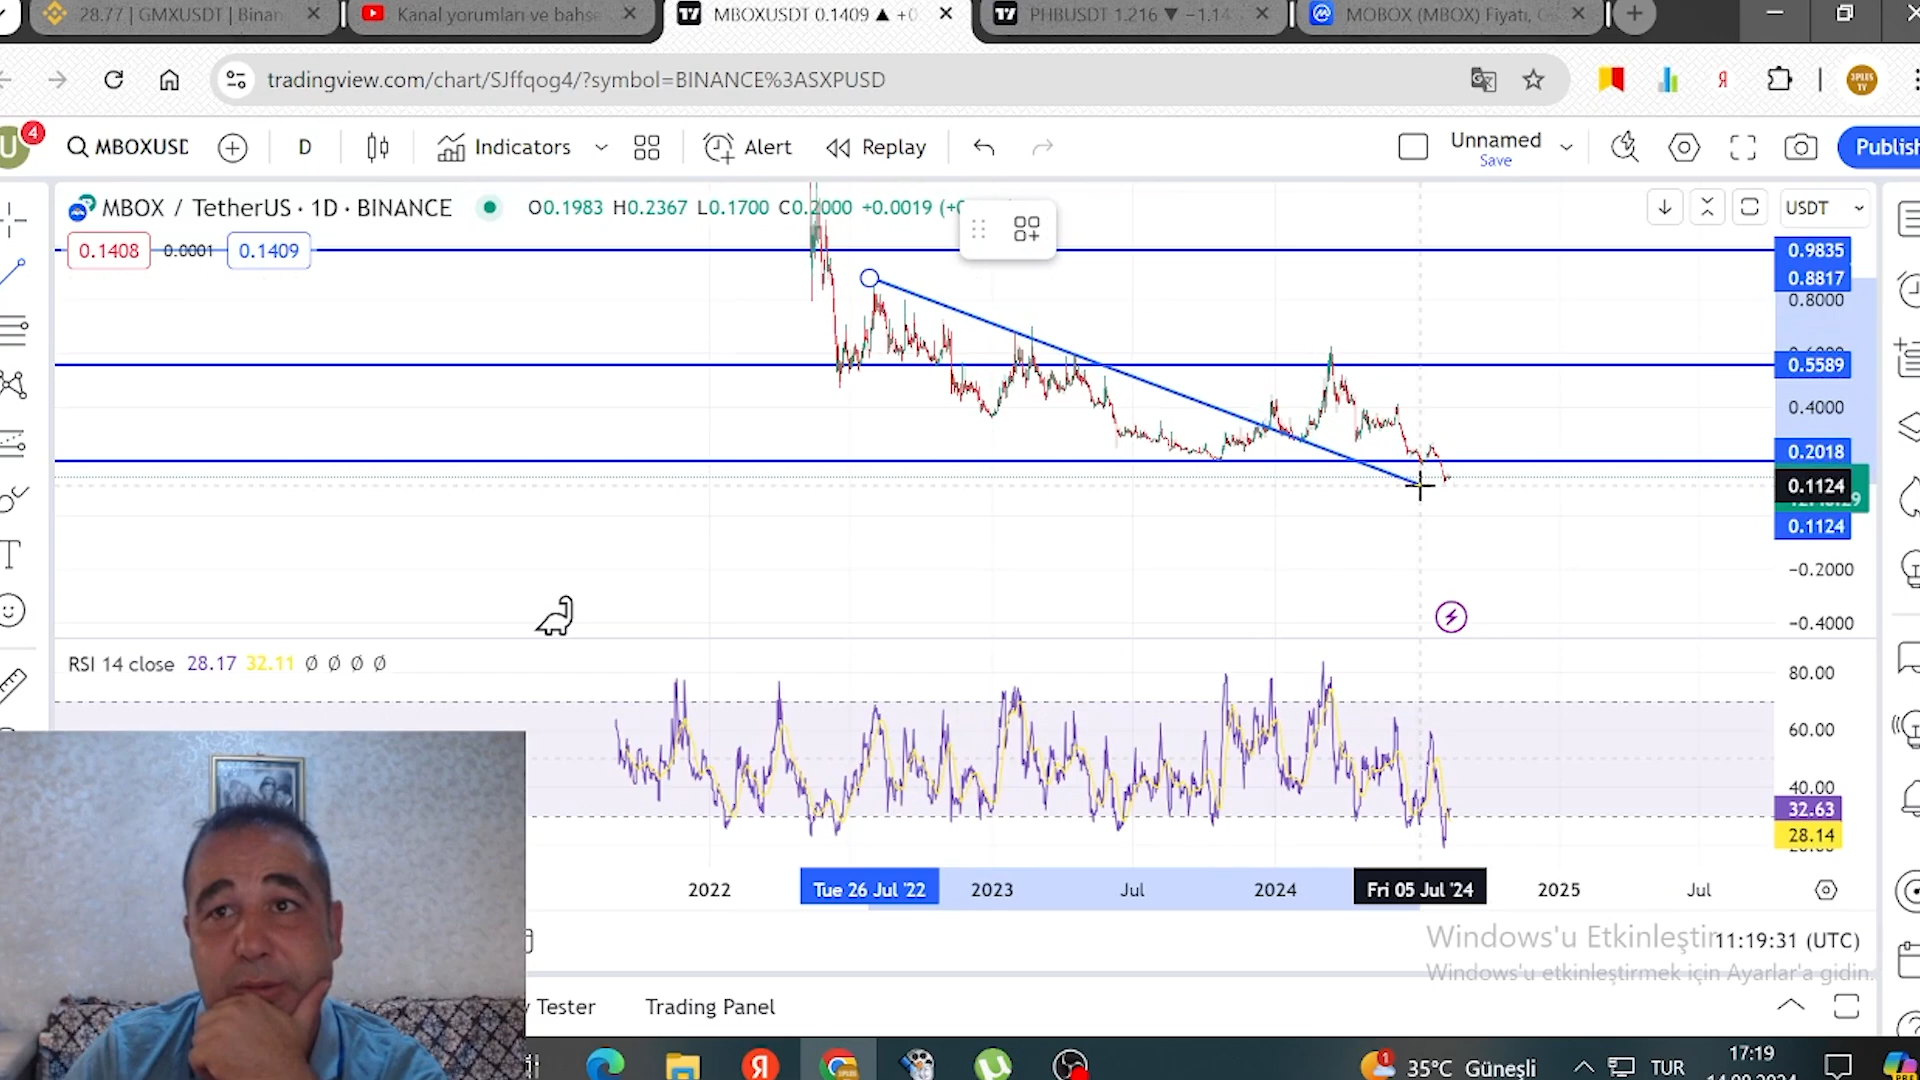 28.77 | GMXUSDT | Binan
Kanal yorumları ve bahse
MBOXUSDT 0.1409 ▲ +0.
PHBUSDT 1.216 ▼ −1.14
MOBOX (MBOX) Fiyatı, G
tradingview.com/chart/SJffqog4/?symbol=BINANCE%3ASXPUSD
U 4
MBOXUSD
D
Indicators
Alert
Replay
Unnamed
Save
Publish
MBOX / TetherUS · 1D · BINANCE
O0.1983 H0.2367 L0.1700 C0.2000 +0.0019
USDT
0.1408
0.0001
0.1409
0.9835
0.8817
0.8000
0.5589
0.4000
0.2018
0.1124
0.1124
−0.2000
−0.4000
RSI 14 close 28.17 32.11 Ø Ø Ø Ø
80.00
60.00
40.00
32.63
28.14
2022
Tue 26 Jul '22
2023
Jul
2024
Fri 05 Jul '24
2025
Jul
Windows'u Etkinleştir
11:19:31 (UTC)
Windows'u etkinleştirmek için Ayarlar'a gidin.
Tester
Trading Panel
1
35°C Güneşli
TUR
17:19